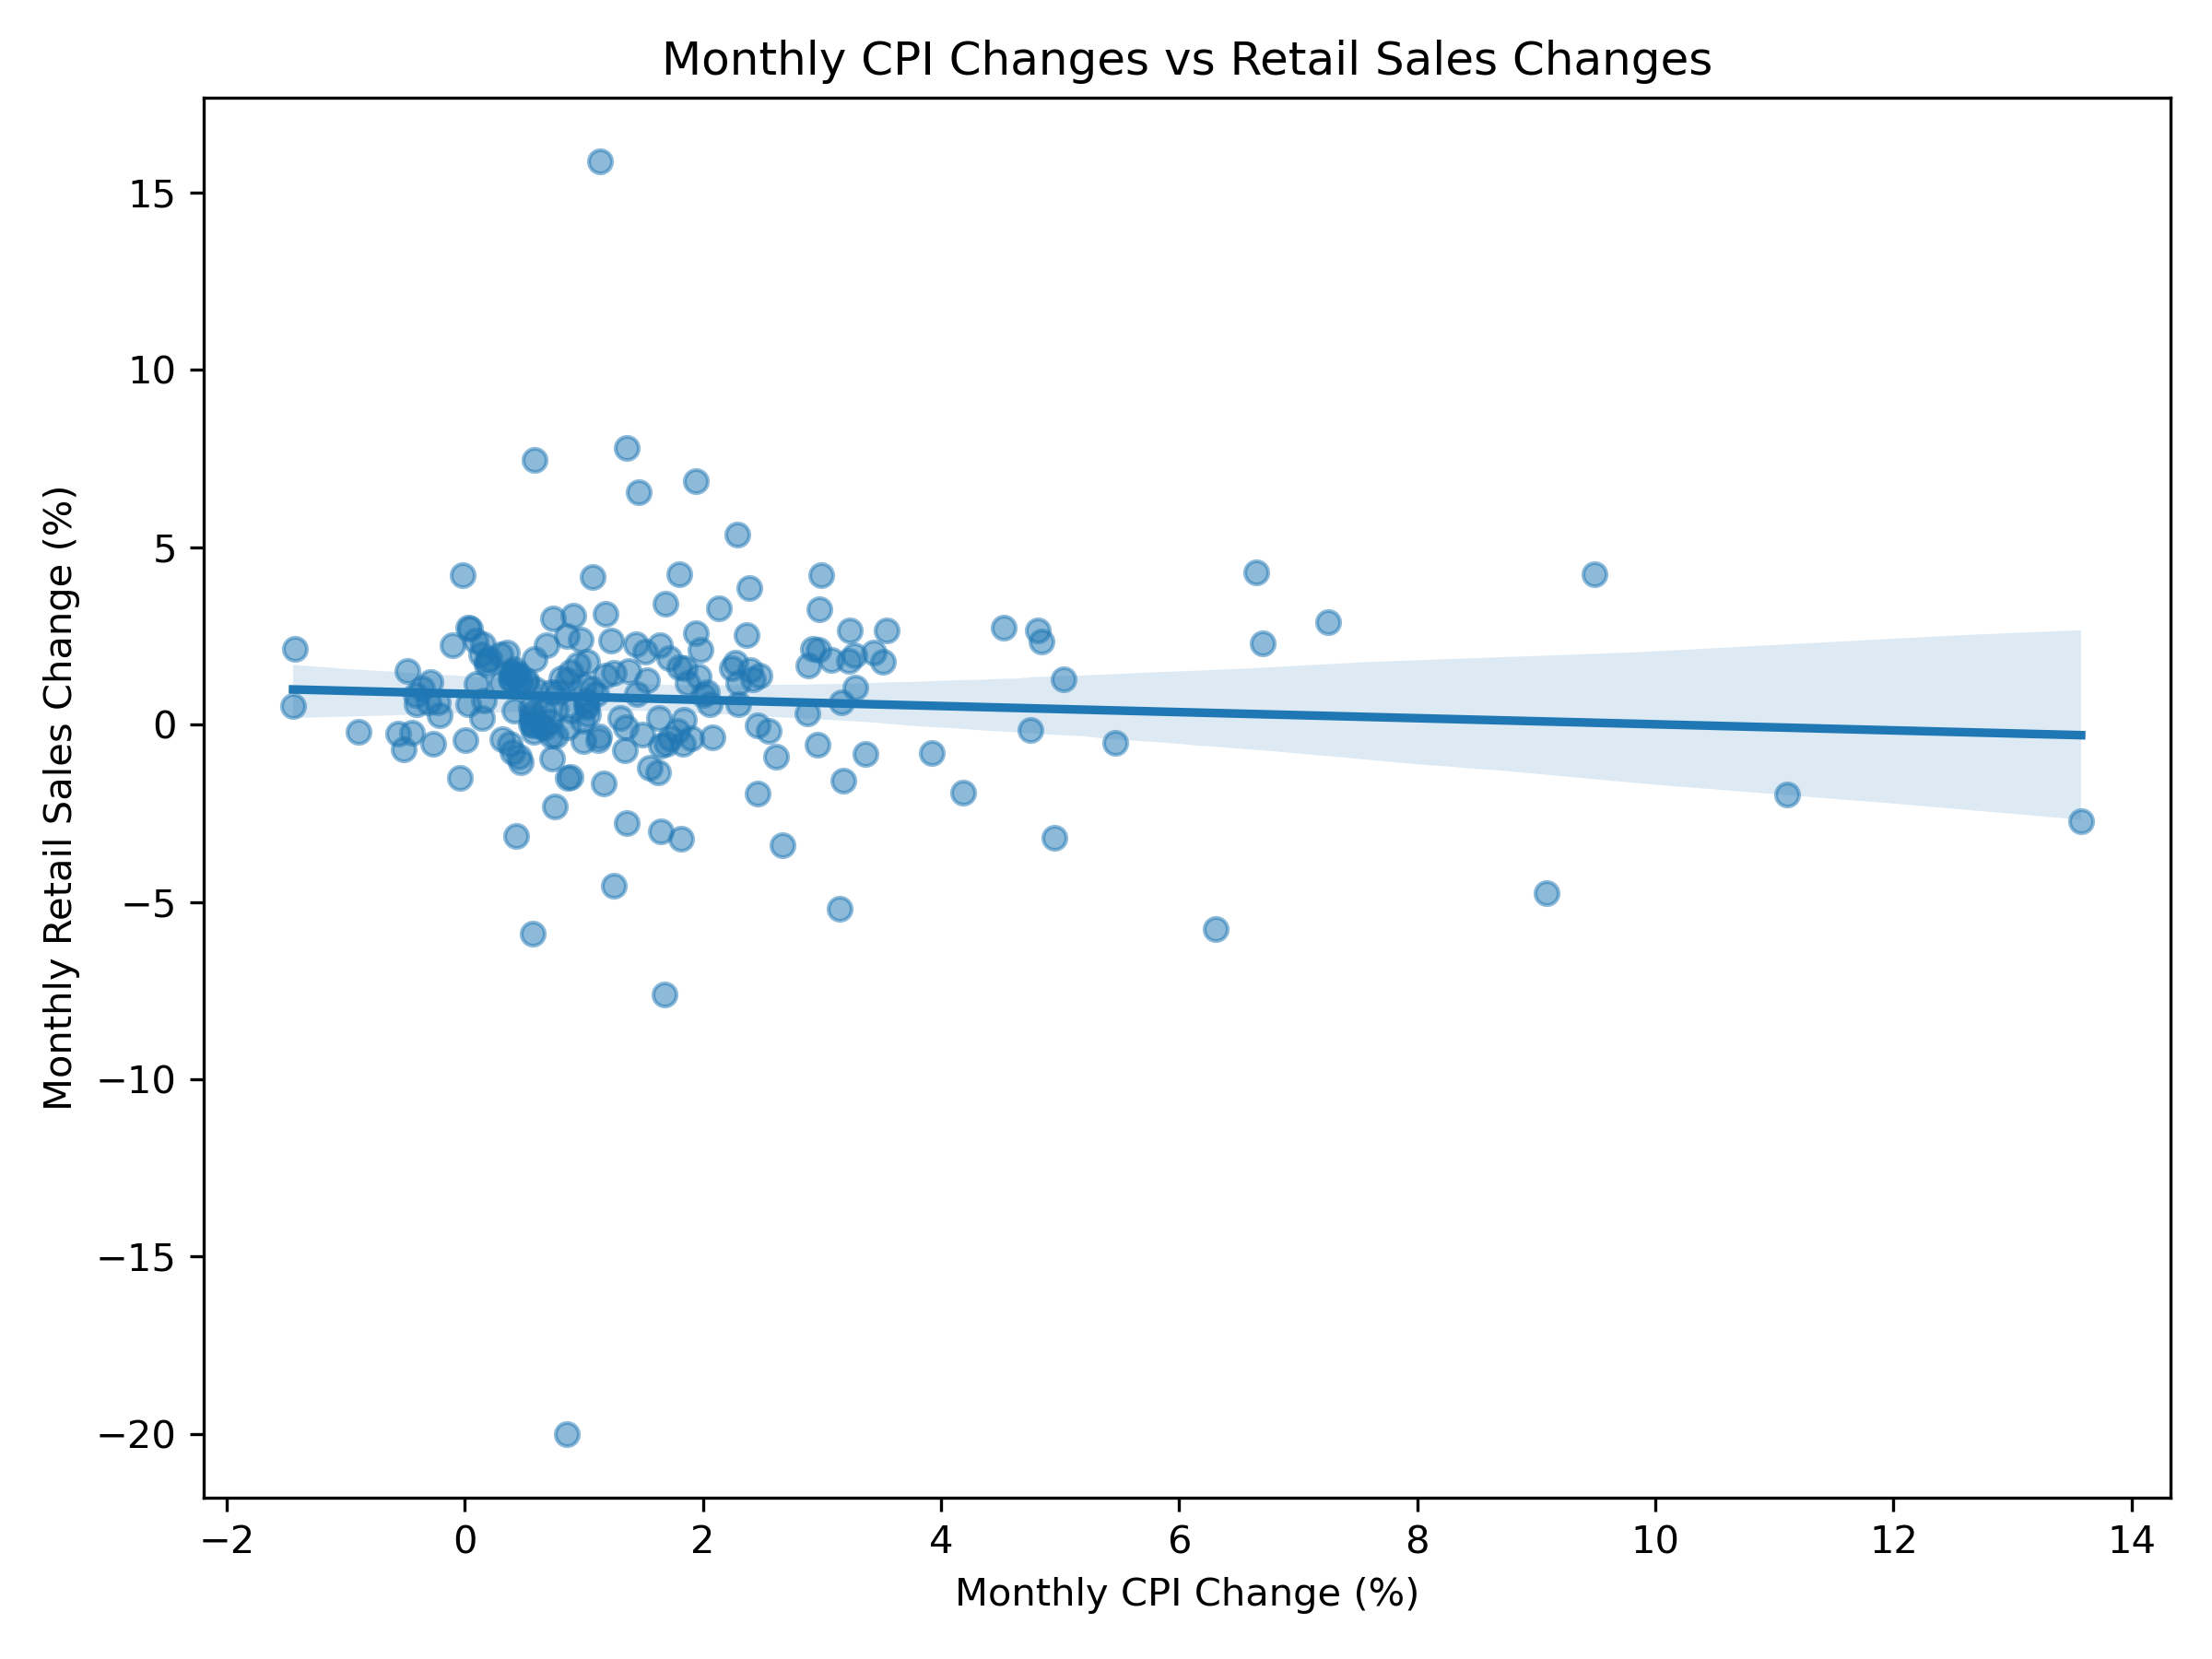 Monthly CPI Changes vs Retail Sales Changes
Monthly Retail Sales Change (%)
15
10
5
0
−5
−10
−15
−20
−2 0 2 4 6 8 10 12 14
Monthly CPI Change (%)